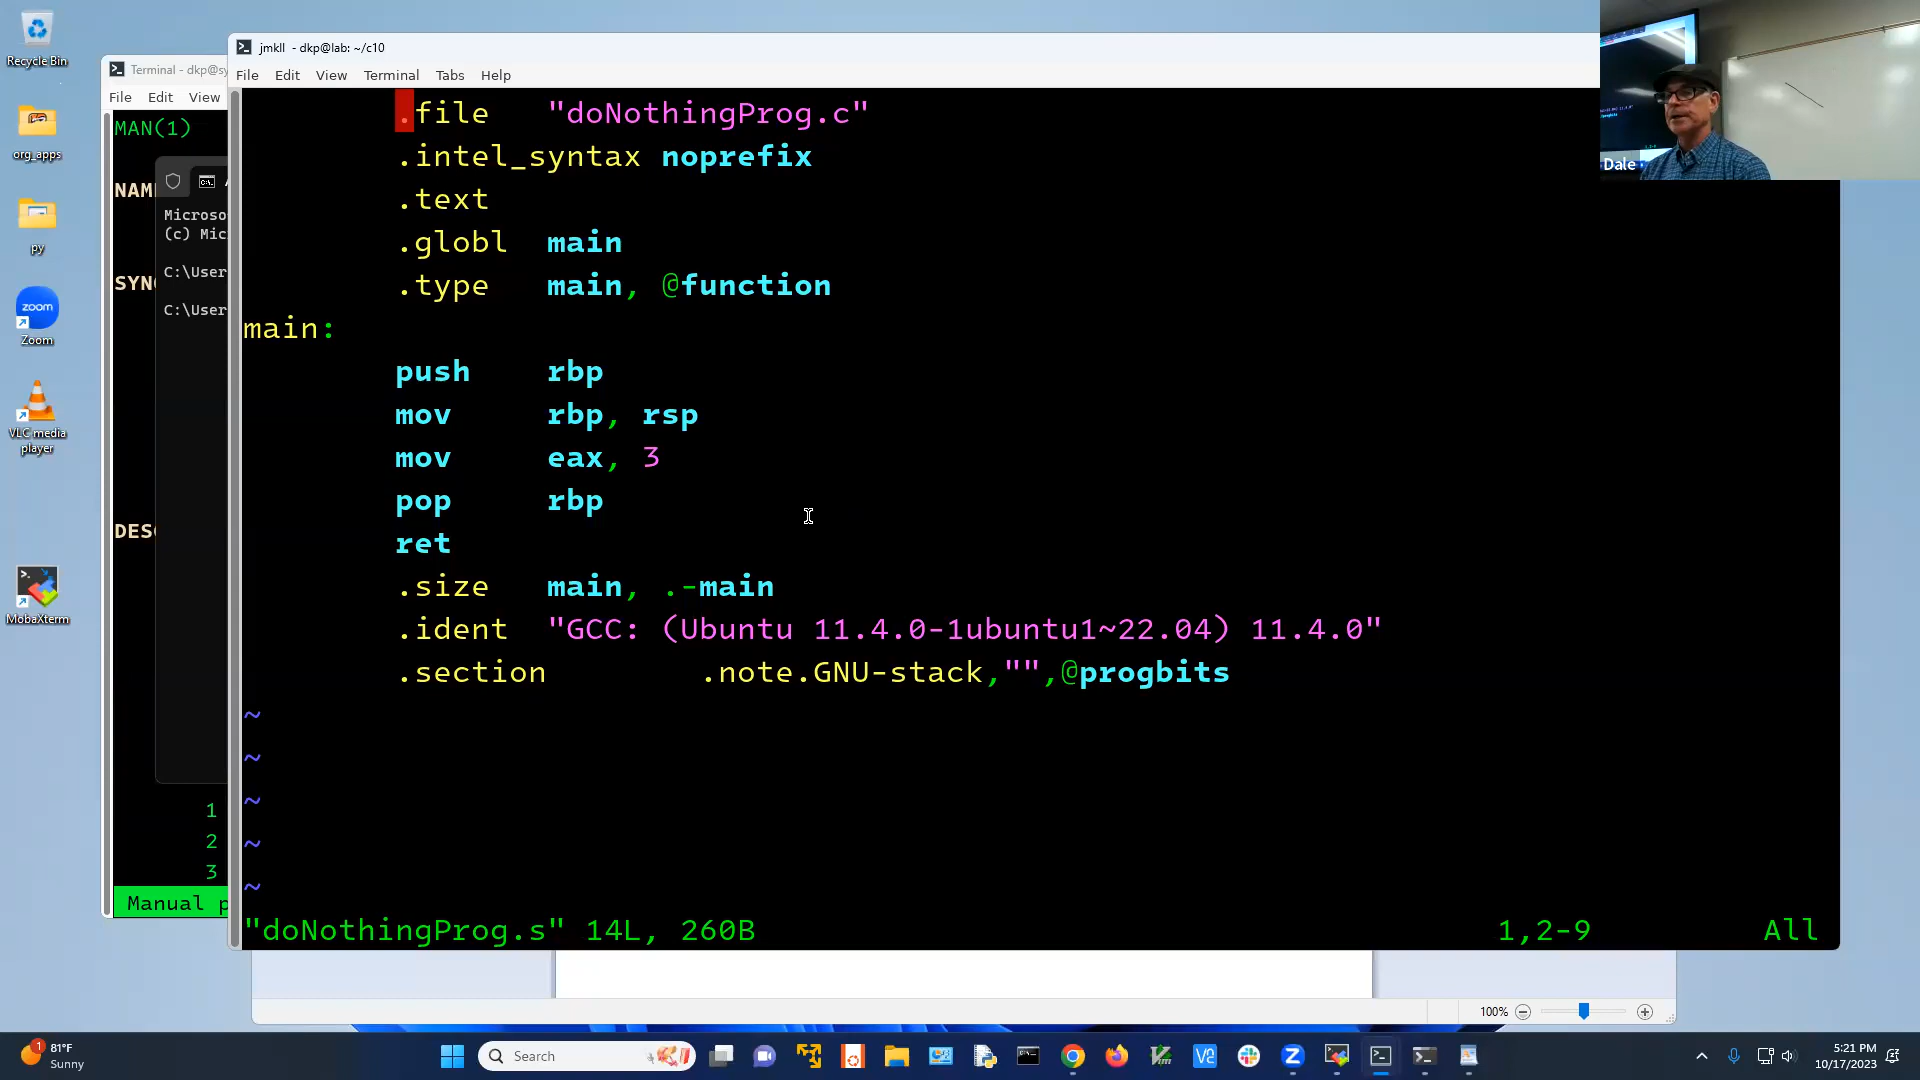 Recycle Bin
org_apps
py
zoom
Zoom
VLC media
player
MobaXterm
Terminal - dkp@sy
File Edit View
MAN(1)
NAM
SYN
DESC
1
2
3
Manual p
Microso
(c) Mic
C:\User
C:\User
jmkll - dkp@lab: ~/c10
File Edit View Terminal Tabs Help
.file "doNothingProg.c"
.intel_syntax noprefix
.text
.globl main
.type main, @function
main:
push rbp
mov rbp, rsp
mov eax, 3
pop rbp
ret
.size main, .-main
.ident "GCC: (Ubuntu 11.4.0-1ubuntu1~22.04) 11.4.0"
.section .note.GNU-stack,"",@progbits
~
~
~
~
~
"doNothingProg.s" 14L, 260B 1,2-9 All
Dale
100%
1
81°F
Sunny
Search
5:21 PM
10/17/2023